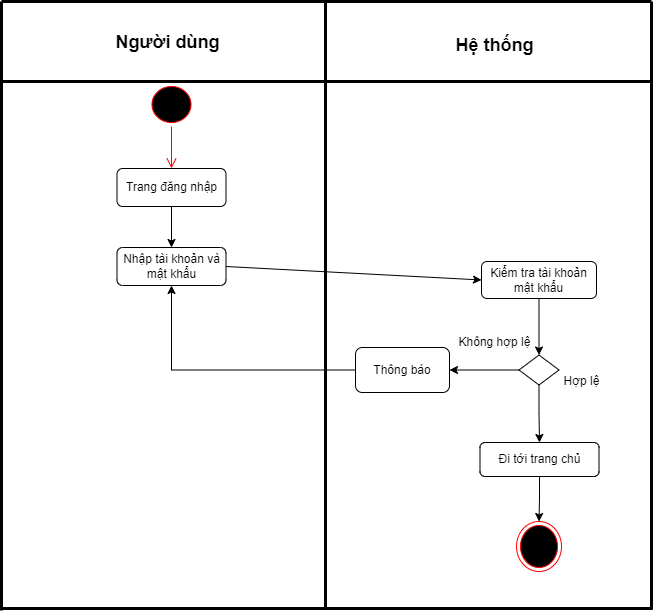 Người dùng
Hệ thống
Trang đăng nhập
Nhập tài khoản và
mật khẩu
Kiểm tra tài khoản
mật khẩu
Không hợp lệ
Thông báo
Hợp lệ
Đi tới trang chủ